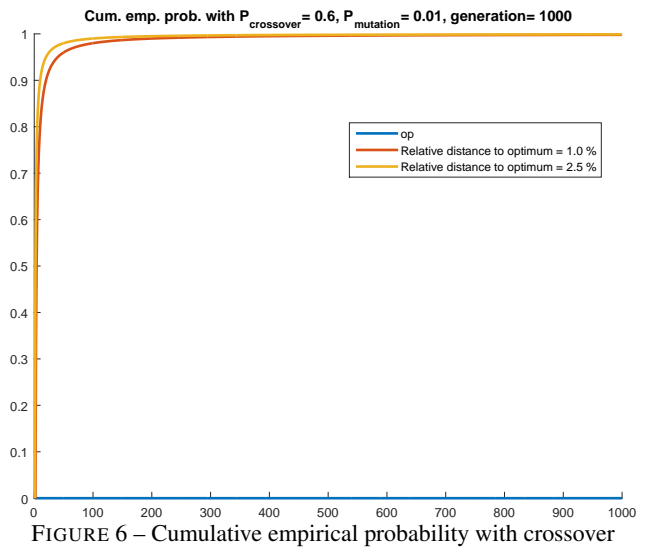 Cum. emp. prob. with P_crossover= 0.6, P_mutation= 0.01, generation= 1000
1
0.9
0.8
0.7
0.6
0.5
0.4
0.3
0.2
0.1
0
op
Relative distance to optimum = 1.0 %
Relative distance to optimum = 2.5 %
0 100 200 300 400 500 600 700 800 900 1000
FIGURE 6 – Cumulative empirical probability with crossover